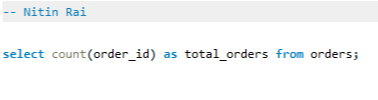 -- Nitin Rai
select count(order_id) as total_orders from orders;